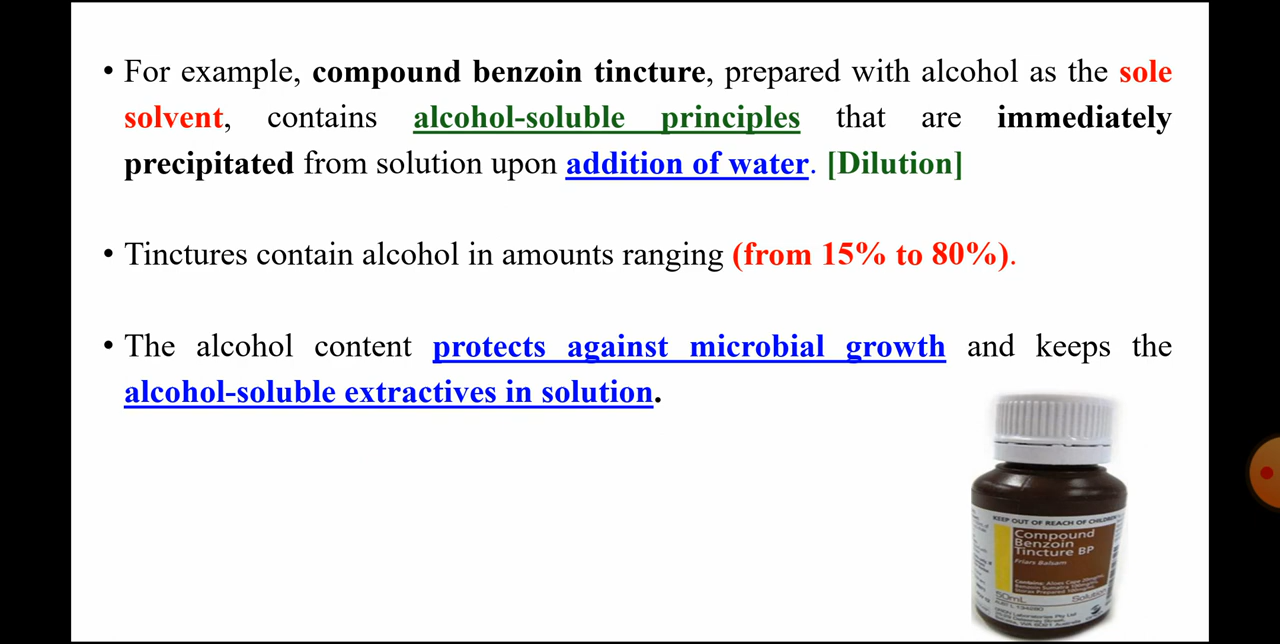 • For example, compound benzoin tincture, prepared with alcohol as the sole
solvent, contains alcohol-soluble principles that are immediately
precipitated from solution upon addition of water. [Dilution]
• Tinctures contain alcohol in amounts ranging (from 15% to 80%).
• The alcohol content protects against microbial growth and keeps the
alcohol-soluble extractives in solution.
KEEP OUT OF REACH OF CHILDREN
Compound
Benzoin
Tincture BP
Friars Balsam
50mL Solution